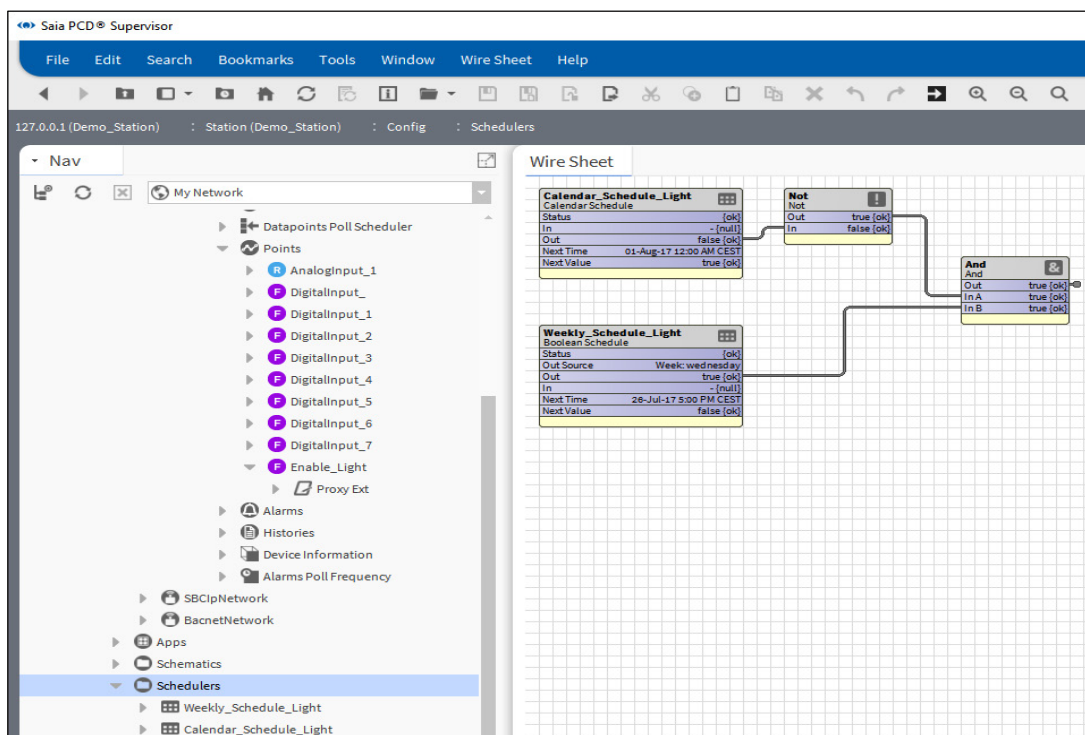 Saia PCD® Supervisor
File Edit Search Bookmarks Tools Window Wire Sheet Help
127.0.0.1 (Demo_Station) : Station (Demo_Station) : Config : Schedulers
Nav
My Network
Datapoints Poll Scheduler
Points
R AnalogInput_1
F DigitalInput_
F DigitalInput_1
F DigitalInput_2
F DigitalInput_3
F DigitalInput_4
F DigitalInput_5
F DigitalInput_6
F DigitalInput_7
F Enable_Light
Proxy Ext
Alarms
Histories
Device Information
Alarms Poll Frequency
SBCIpNetwork
BacnetNetwork
Apps
Schematics
Schedulers
Weekly_Schedule_Light
Calendar_Schedule_Light
Wire Sheet
Calendar_Schedule_Light
Calendar Schedule
Status {ok}
In - {null}
Out false {ok}
Next Time 01-Aug-17 12:00 AM CEST
Next Value true {ok}
Not
Not
Out true {ok}
In false {ok}
And &
And
Out true {ok}
In A true {ok}
In B true {ok}
Weekly_Schedule_Light
Boolean Schedule
Status {ok}
Out Source Week: wednesday
Out true {ok}
In - {null}
Next Time 26-Jul-17 5:00 PM CEST
Next Value false {ok}